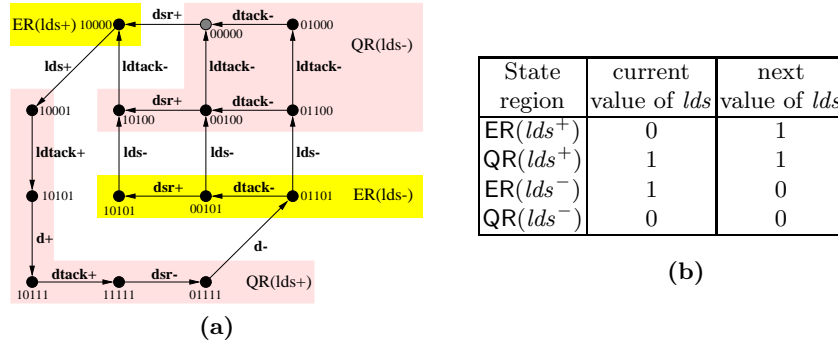 ER(lds+) 10000 dsr+ 00000 dtack- 01000
QR(lds-)
lds+ ldtack- ldtack- ldtack-
10001 10100 dsr+ 00100 dtack- 01100
ldtack+ lds- lds- lds-
10101 10101 dsr+ 00101 dtack- 01101 ER(lds-)
d+ d-
dtack+ dsr- QR(lds+)
10111 11111 01111
(a)
State current next
region value of lds value of lds
ER(lds⁺) 0 1
QR(lds⁺) 1 1
ER(lds⁻) 1 0
QR(lds⁻) 0 0
(b)